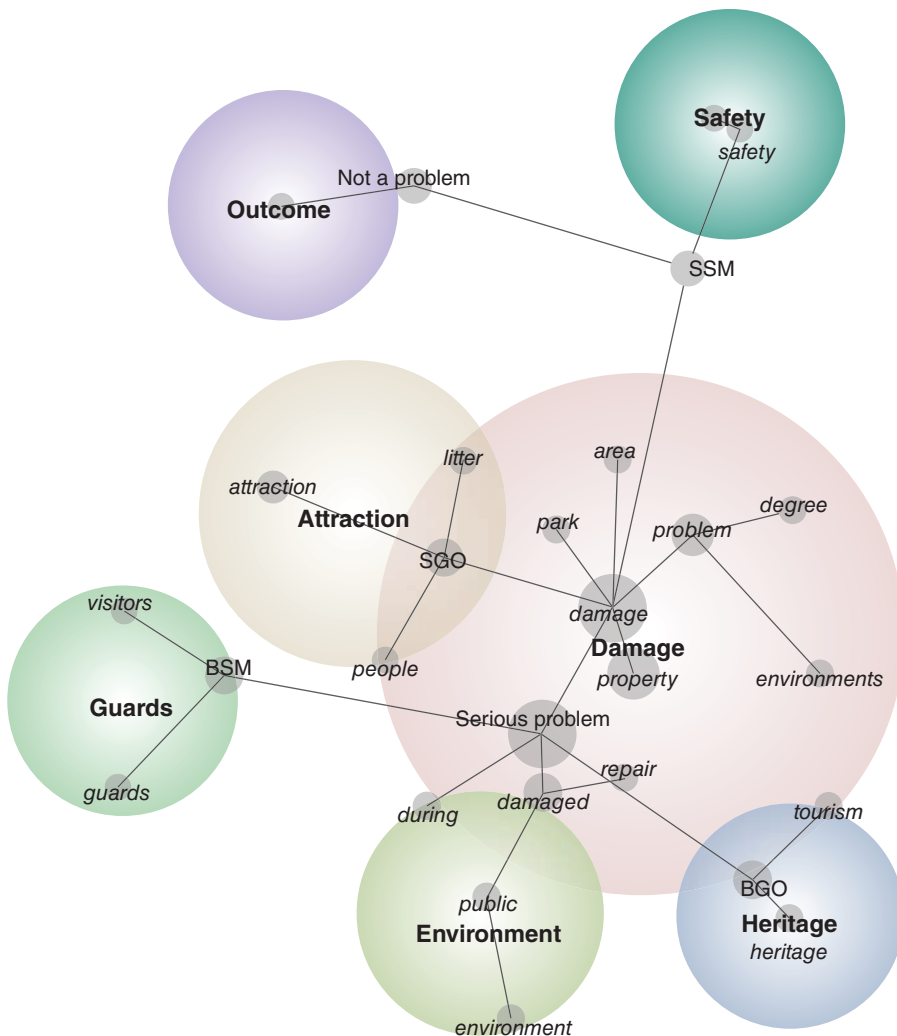 Safety
safety
Not a problem
Outcome
SSM
litter
area
attraction
degree
Attraction
park
problem
SGO
visitors
damage
Damage
people
BSM
property
environments
Guards
Serious problem
repair
guards
damaged
during
tourism
BGO
public
Heritage
Environment
heritage
environment